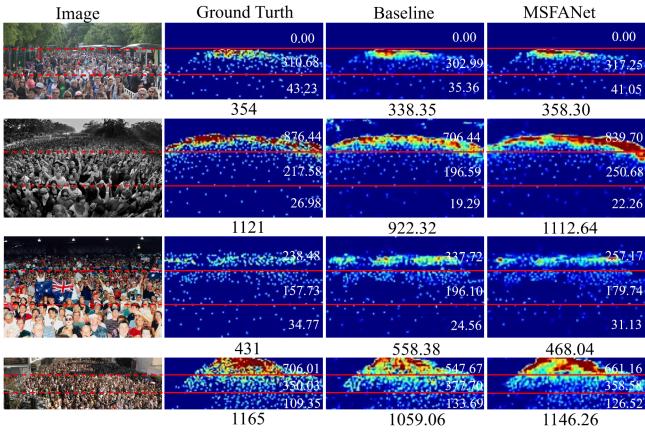 Image Ground Turth Baseline MSFANet
0.00 0.00 0.00
310.68 302.99 317.25
43.23 35.36 41.05
354 338.35 358.30
876.44 706.44 839.70
217.58 196.59 250.68
26.98 19.29 22.26
1121 922.32 1112.64
238.48 337.72 257.17
157.73 196.10 179.74
34.77 24.56 31.13
431 558.38 468.04
706.01 547.67 661.16
350.03 377.70 358.58
109.35 133.69 126.52
1165 1059.06 1146.26